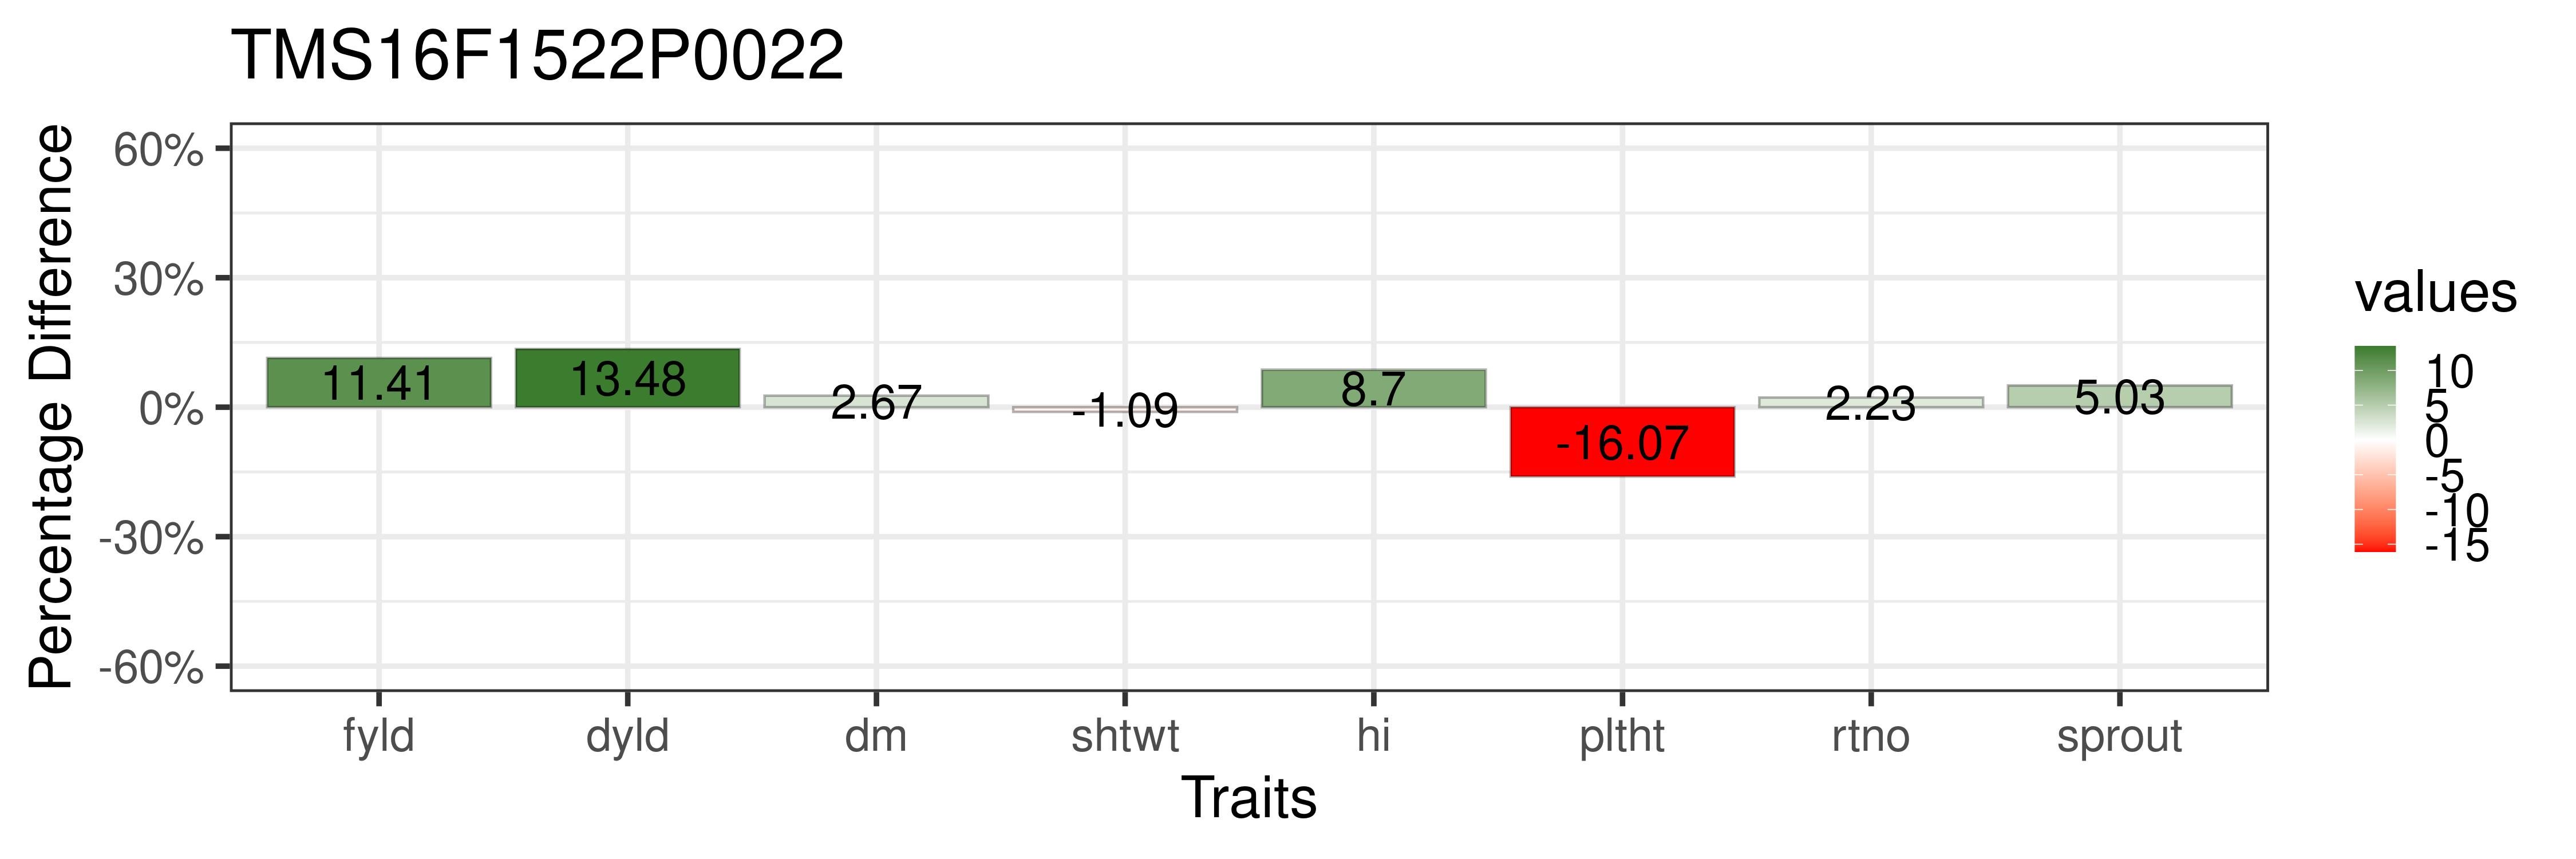 TMS16F1522P0022
Percentage Difference
60%
30%
0%
-30%
-60%
11.41
13.48
2.67
-1.09
8.7
-16.07
2.23
5.03
fyld
dyld
dm
shtwt
hi
pltht
rtno
sprout
Traits
values
10
5
0
-5
-10
-15